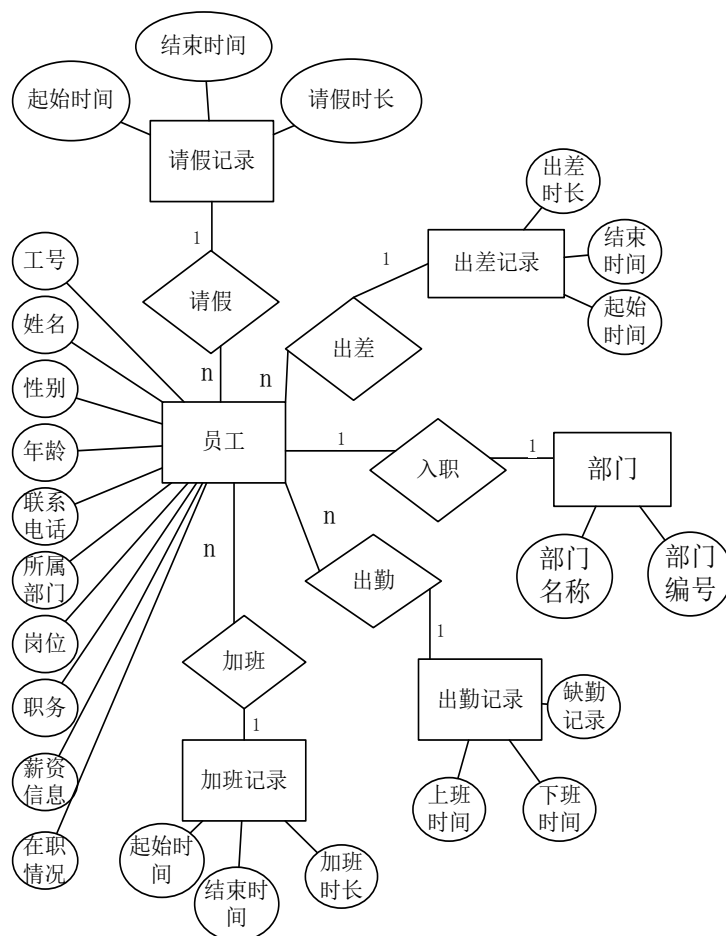 结束时间
起始时间
请假时长
请假记录
出差
时长
1
结束
时间
工号
1
出差记录
请假
起始
时间
姓名
出差
n
n
性别
员工
1
1
部门
年龄
入职
联系
电话
n
n
部门
名称
部门
编号
所属
部门
出勤
岗位
1
加班
出勤记录
缺勤
记录
职务
1
薪资
信息
加班记录
上班
时间
下班
时间
在职
情况
起始时
间
加班
时长
结束时
间